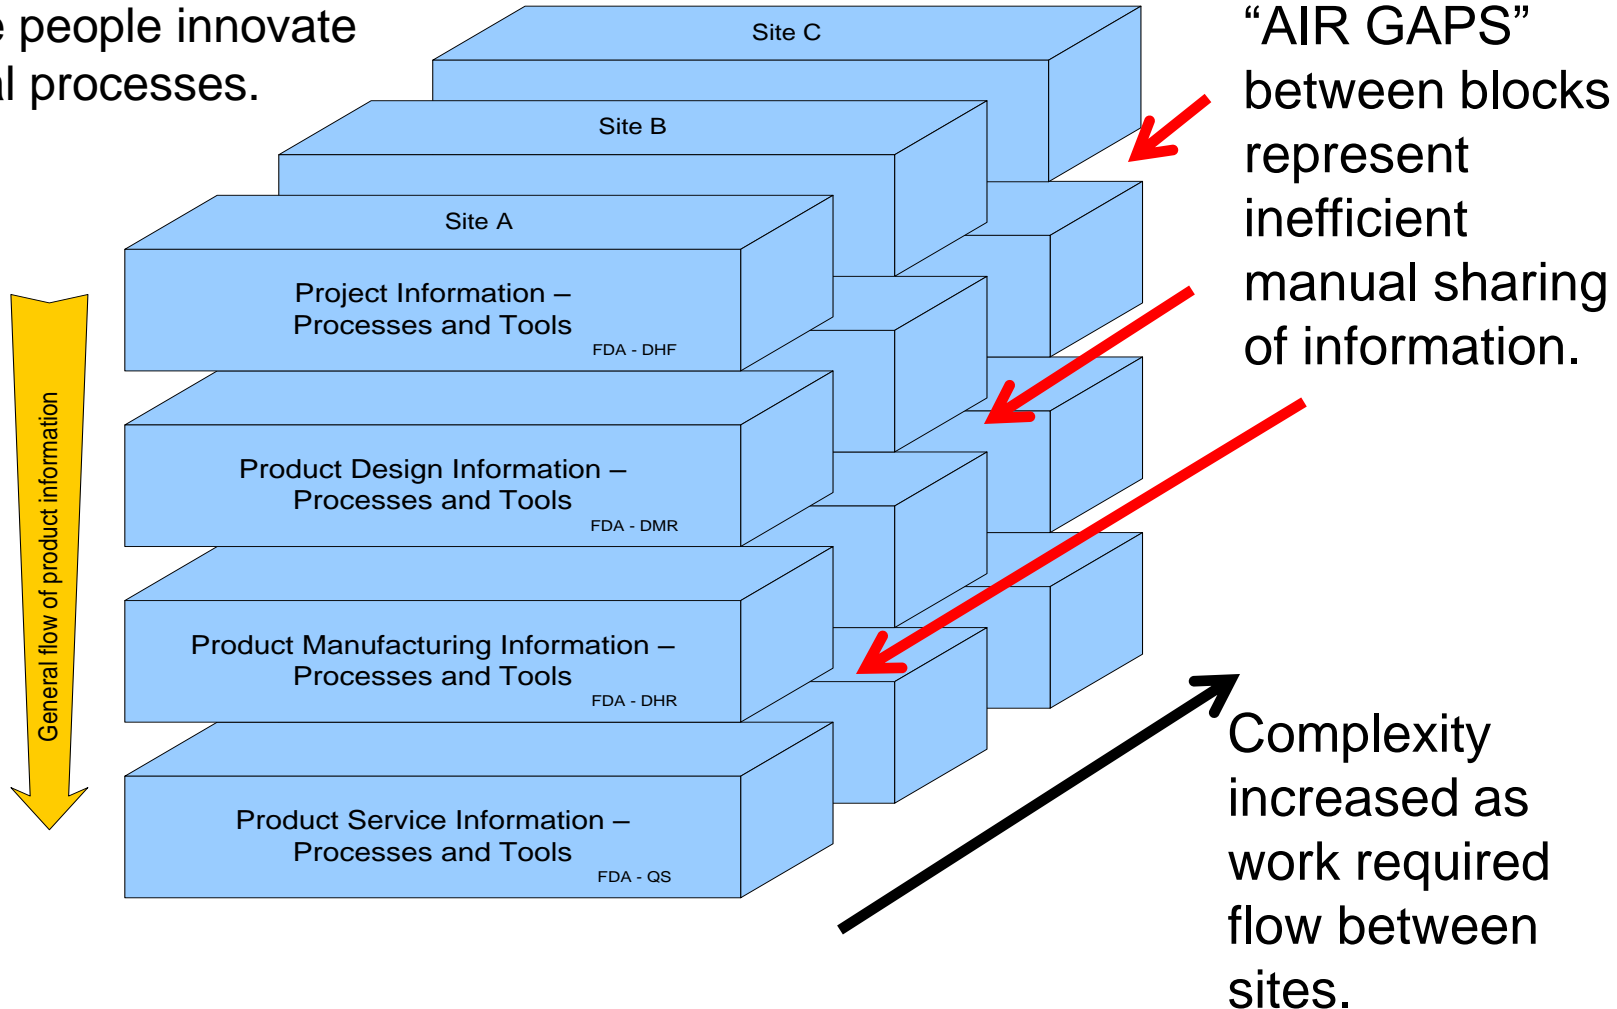 people innovate
processes.
Site C
Site B
Site A
Project Information –
Processes and Tools
FDA - DHF
Product Design Information –
Processes and Tools
FDA - DMR
Product Manufacturing Information –
Processes and Tools
FDA - DHR
Product Service Information –
Processes and Tools
FDA - QS
General flow of product information
“AIR GAPS”
between blocks
represent
inefficient
manual sharing
of information.
Complexity
increased as
work required
flow between
sites.